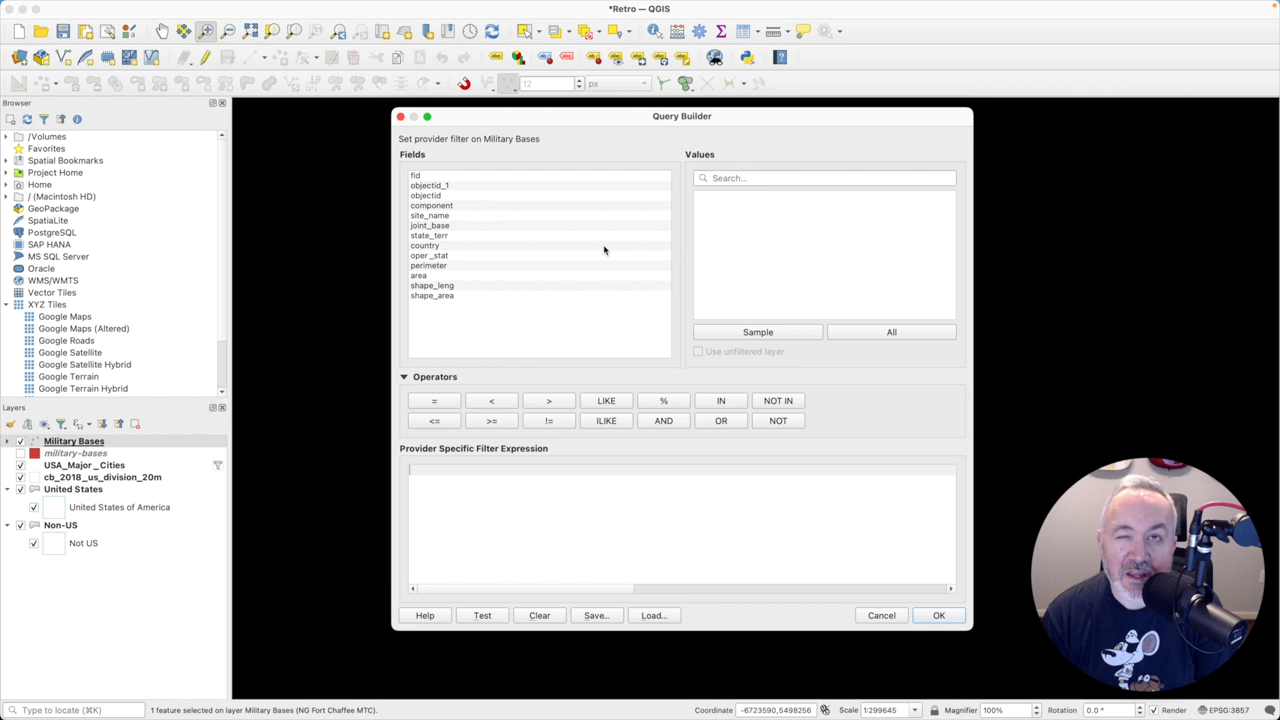 *Retro — QGIS
12
px
Browser
/Volumes
Favorites
Spatial Bookmarks
Project Home
Home
/ (Macintosh HD)
GeoPackage
SpatiaLite
PostgreSQL
SAP HANA
MS SQL Server
Oracle
WMS/WMTS
Vector Tiles
XYZ Tiles
Google Maps
Google Maps (Altered)
Google Roads
Google Satellite
Google Satellite Hybrid
Google Terrain
Google Terrain Hybrid
Layers
Military Bases
military-bases
USA_Major_Cities
cb_2018_us_division_20m
United States
United States of America
Non-US
Not US
Query Builder
Set provider filter on Military Bases
Fields
fid
objectid_1
objectid
component
site_name
joint_base
state_terr
country
oper_stat
perimeter
area
shape_leng
shape_area
Values
Search...
Sample
All
Use unfiltered layer
Operators
= < > LIKE % IN NOT IN
<= >= != ILIKE AND OR NOT
Provider Specific Filter Expression
Help Test Clear Save... Load... Cancel OK
Type to locate (⌘K)
1 feature selected on layer Military Bases (NG Fort Chaffee MTC).
Coordinate -6723590,5498256 Scale 1:299645 Magnifier 100% Rotation 0.0 ° Render EPSG:3857